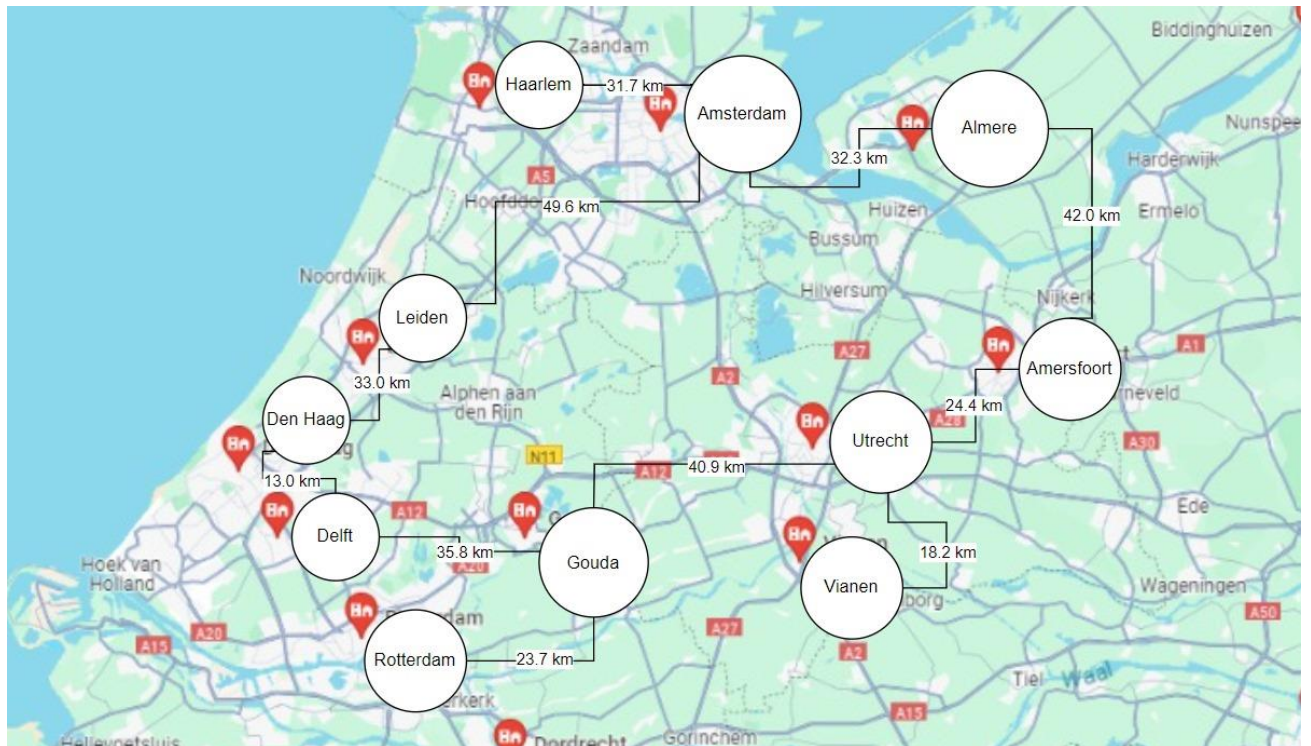 Biddinghuizen
Zaandam
Haarlem
31.7 km
Amsterdam
Almere
Nunspe
32.3 km
Harderwijk
A5
Hoofddo
49.6 km
Huizen
42.0 km
Ermelo
Bussum
Noordwijk
Hilversum
Nijkerk
Leiden
A27
A1
33.0 km
A2
Amersfoort
rneveld
Alphen aan
den Rijn
24.4 km
Den Haag
A28
Utrecht
A30
N11
40.9 km
A12
13.0 km
A12
Ede
Delft
35.8 km
A20
Gouda
18.2 km
Hoek van
Holland
Vianen
Wageningen
A50
A20
A15
A27
A2
Rotterdam
23.7 km
Tiel
Waal
A15
Gorinchem
Dordrecht
Hellevoetsluis